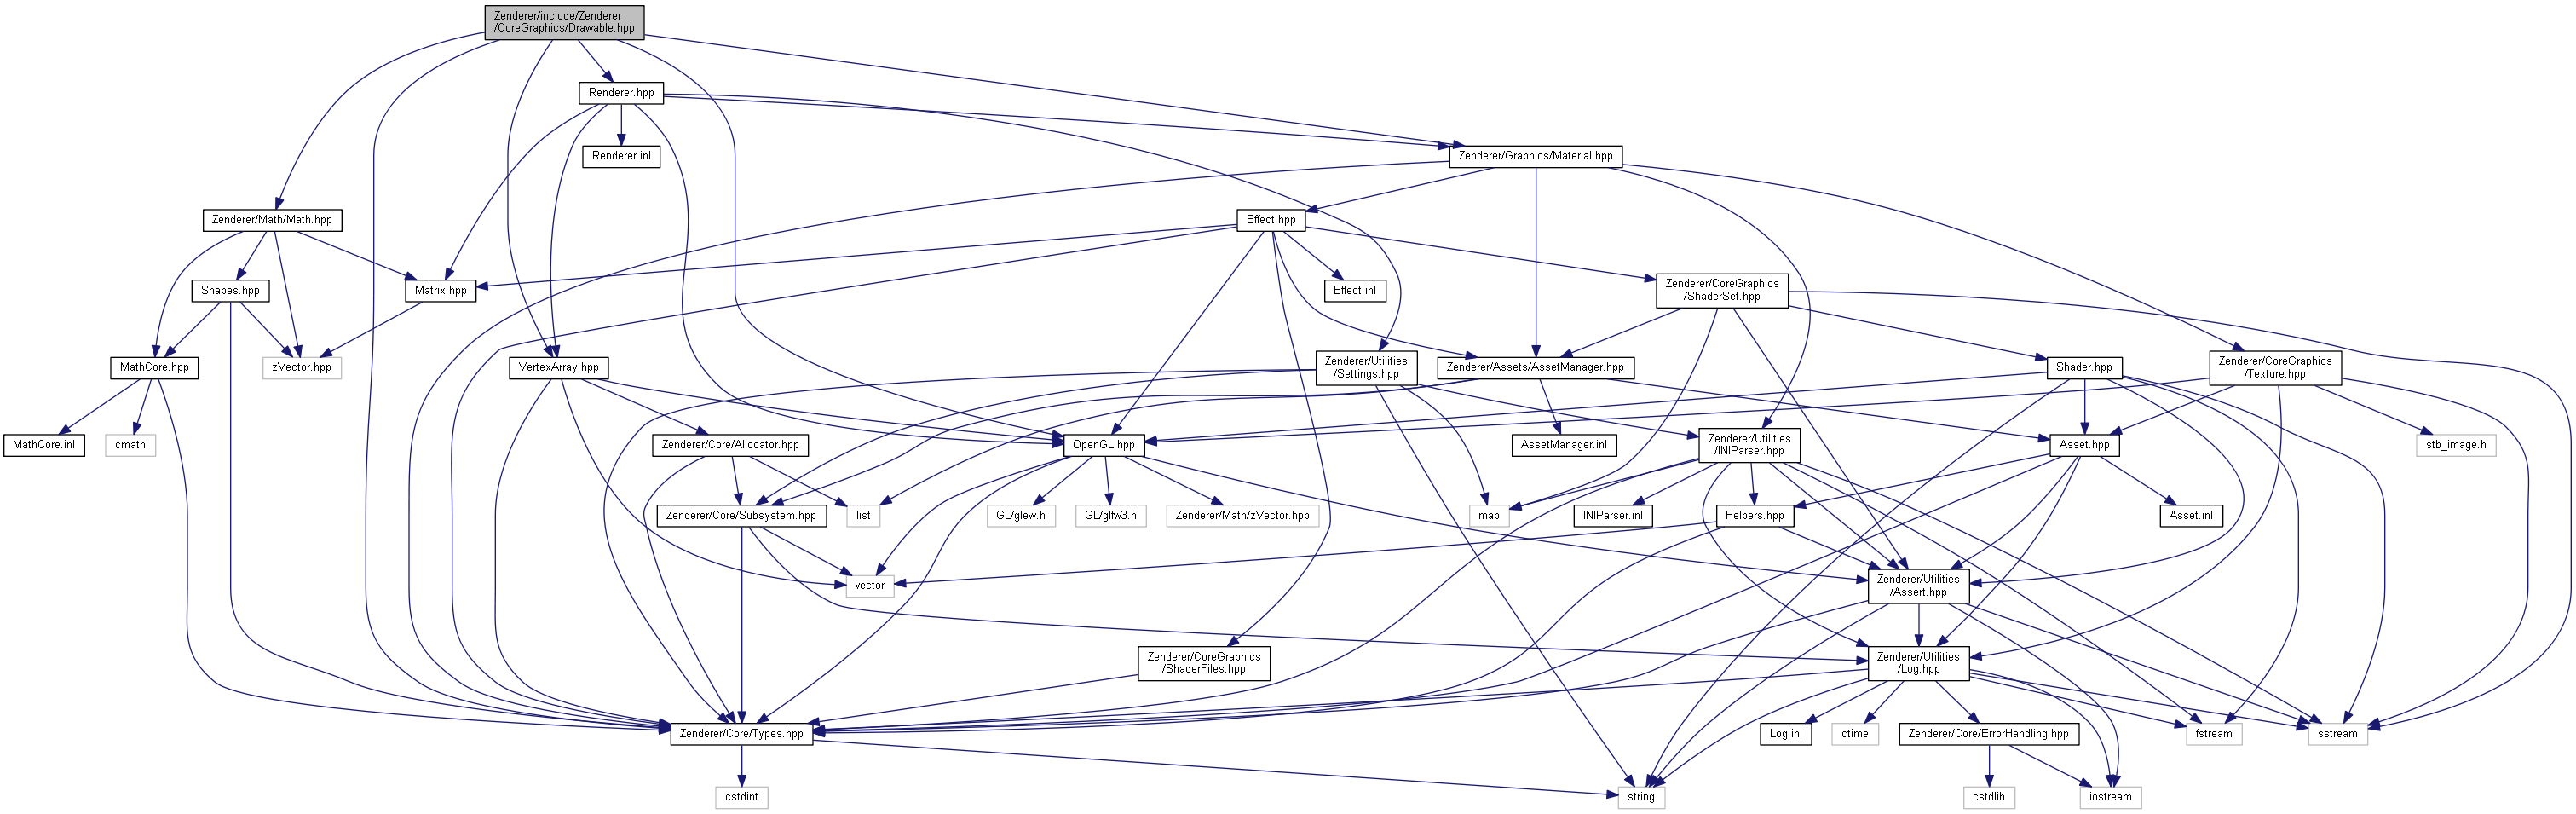 Zenderer/include/Zenderer
/CoreGraphics/Drawable.hpp
Renderer.hpp
Renderer.inl
Zenderer/Graphics/Material.hpp
Zenderer/Math/Math.hpp
Effect.hpp
Shapes.hpp
Matrix.hpp
Effect.inl
Zenderer/CoreGraphics
/ShaderSet.hpp
MathCore.hpp
zVector.hpp
VertexArray.hpp
Zenderer/Utilities
/Settings.hpp
Zenderer/Assets/AssetManager.hpp
Shader.hpp
Zenderer/CoreGraphics
/Texture.hpp
MathCore.inl
cmath
Zenderer/Core/Allocator.hpp
OpenGL.hpp
AssetManager.inl
Zenderer/Utilities
/INIParser.hpp
Asset.hpp
stb_image.h
Zenderer/Core/Subsystem.hpp
list
GL/glew.h
GL/glfw3.h
Zenderer/Math/zVector.hpp
map
INIParser.inl
Helpers.hpp
Asset.inl
vector
Zenderer/Utilities
/Assert.hpp
Zenderer/CoreGraphics
/ShaderFiles.hpp
Zenderer/Utilities
/Log.hpp
Zenderer/Core/Types.hpp
Log.inl
ctime
Zenderer/Core/ErrorHandling.hpp
fstream
sstream
cstdint
string
cstdlib
iostream